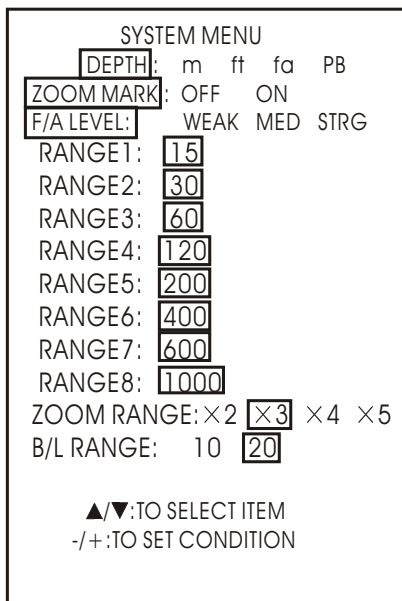 SYSTEM MENU
DEPTH: m ft fa PB
ZOOM MARK: OFF ON
F/A LEVEL: WEAK MED STRG
RANGE1: 15
RANGE2: 30
RANGE3: 60
RANGE4: 120
RANGE5: 200
RANGE6: 400
RANGE7: 600
RANGE8: 1000
ZOOM RANGE: ×2 ×3 ×4 ×5
B/L RANGE: 10 20
▲/▼:TO SELECT ITEM
-/+:TO SET CONDITION